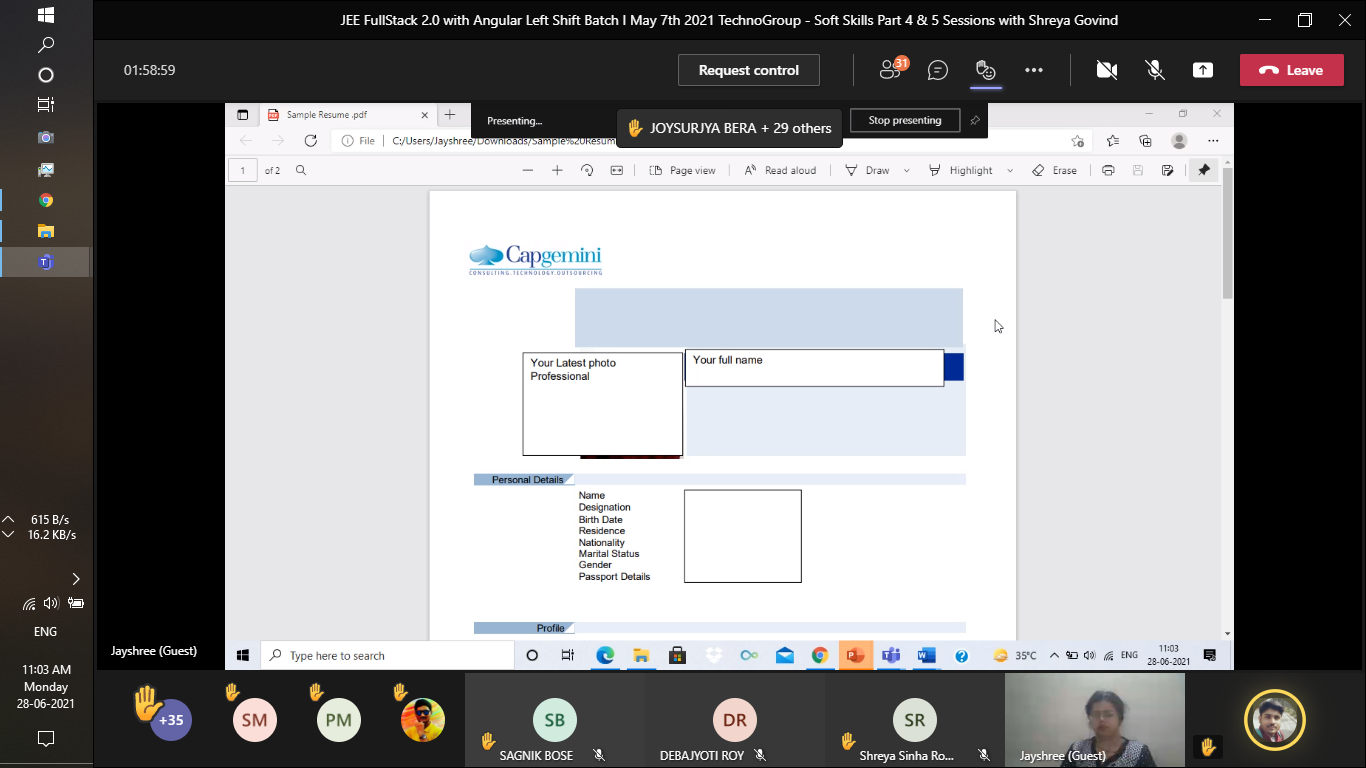 JEE FullStack 2.0 with Angular Left Shift Batch I May 7th 2021 TechnoGroup - Soft Skills Part 4 & 5 Sessions with Shreya Govind
01:58:59
Request control
31
Leave
Sample Resume .pdf
Presenting...
JOYSURJYA BERA + 29 others
Stop presenting
File
C:/Users/Jayshree/Downloads/Sample%20Resum
1
of 2
Page view
Read aloud
Draw
Highlight
Erase
Capgemini
CONSULTING.TECHNOLOGY.OUTSOURCING
Your Latest photo
Professional
Your full name
Personal Details
Name
Designation
Birth Date
Residence
Nationality
Marital Status
Gender
Passport Details
Profile
Jayshree (Guest)
Type here to search
35°C
ENG
11:03
28-06-2021
615 B/s
16.2 KB/s
ENG
11:03 AM
Monday
28-06-2021
+35
SM
PM
SB
SAGNIK BOSE
DR
DEBAJYOTI ROY
SR
Shreya Sinha Ro...
Jayshree (Guest)